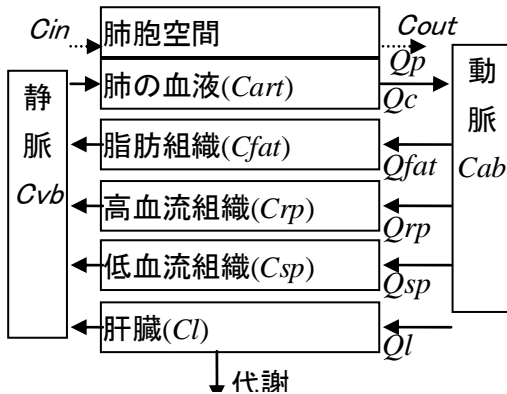 Cin
肺胞空間
Cout
Qp
肺の血液(Cart)
Qc
静脈
Cvb
動脈
Cab
脂肪組織(Cfat)
Qfat
高血流組織(Crp)
Qrp
低血流組織(Csp)
Qsp
肝臓(Cl)
Ql
代謝